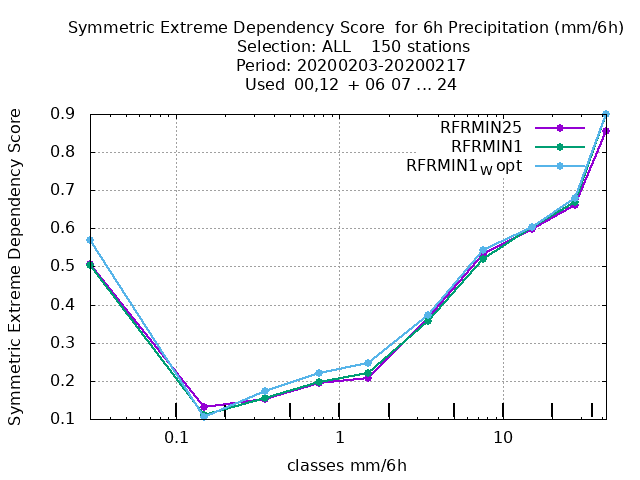 Symmetric Extreme Dependency Score for 6h Precipitation (mm/6h)
Selection: ALL 150 stations
Period: 20200203-20200217
Used 00,12 + 06 07 ... 24
RFRMIN25
RFRMIN1
RFRMIN1W opt
Symmetric Extreme Dependency Score
0.9
0.8
0.7
0.6
0.5
0.4
0.3
0.2
0.1
0.1 1 10
classes mm/6h